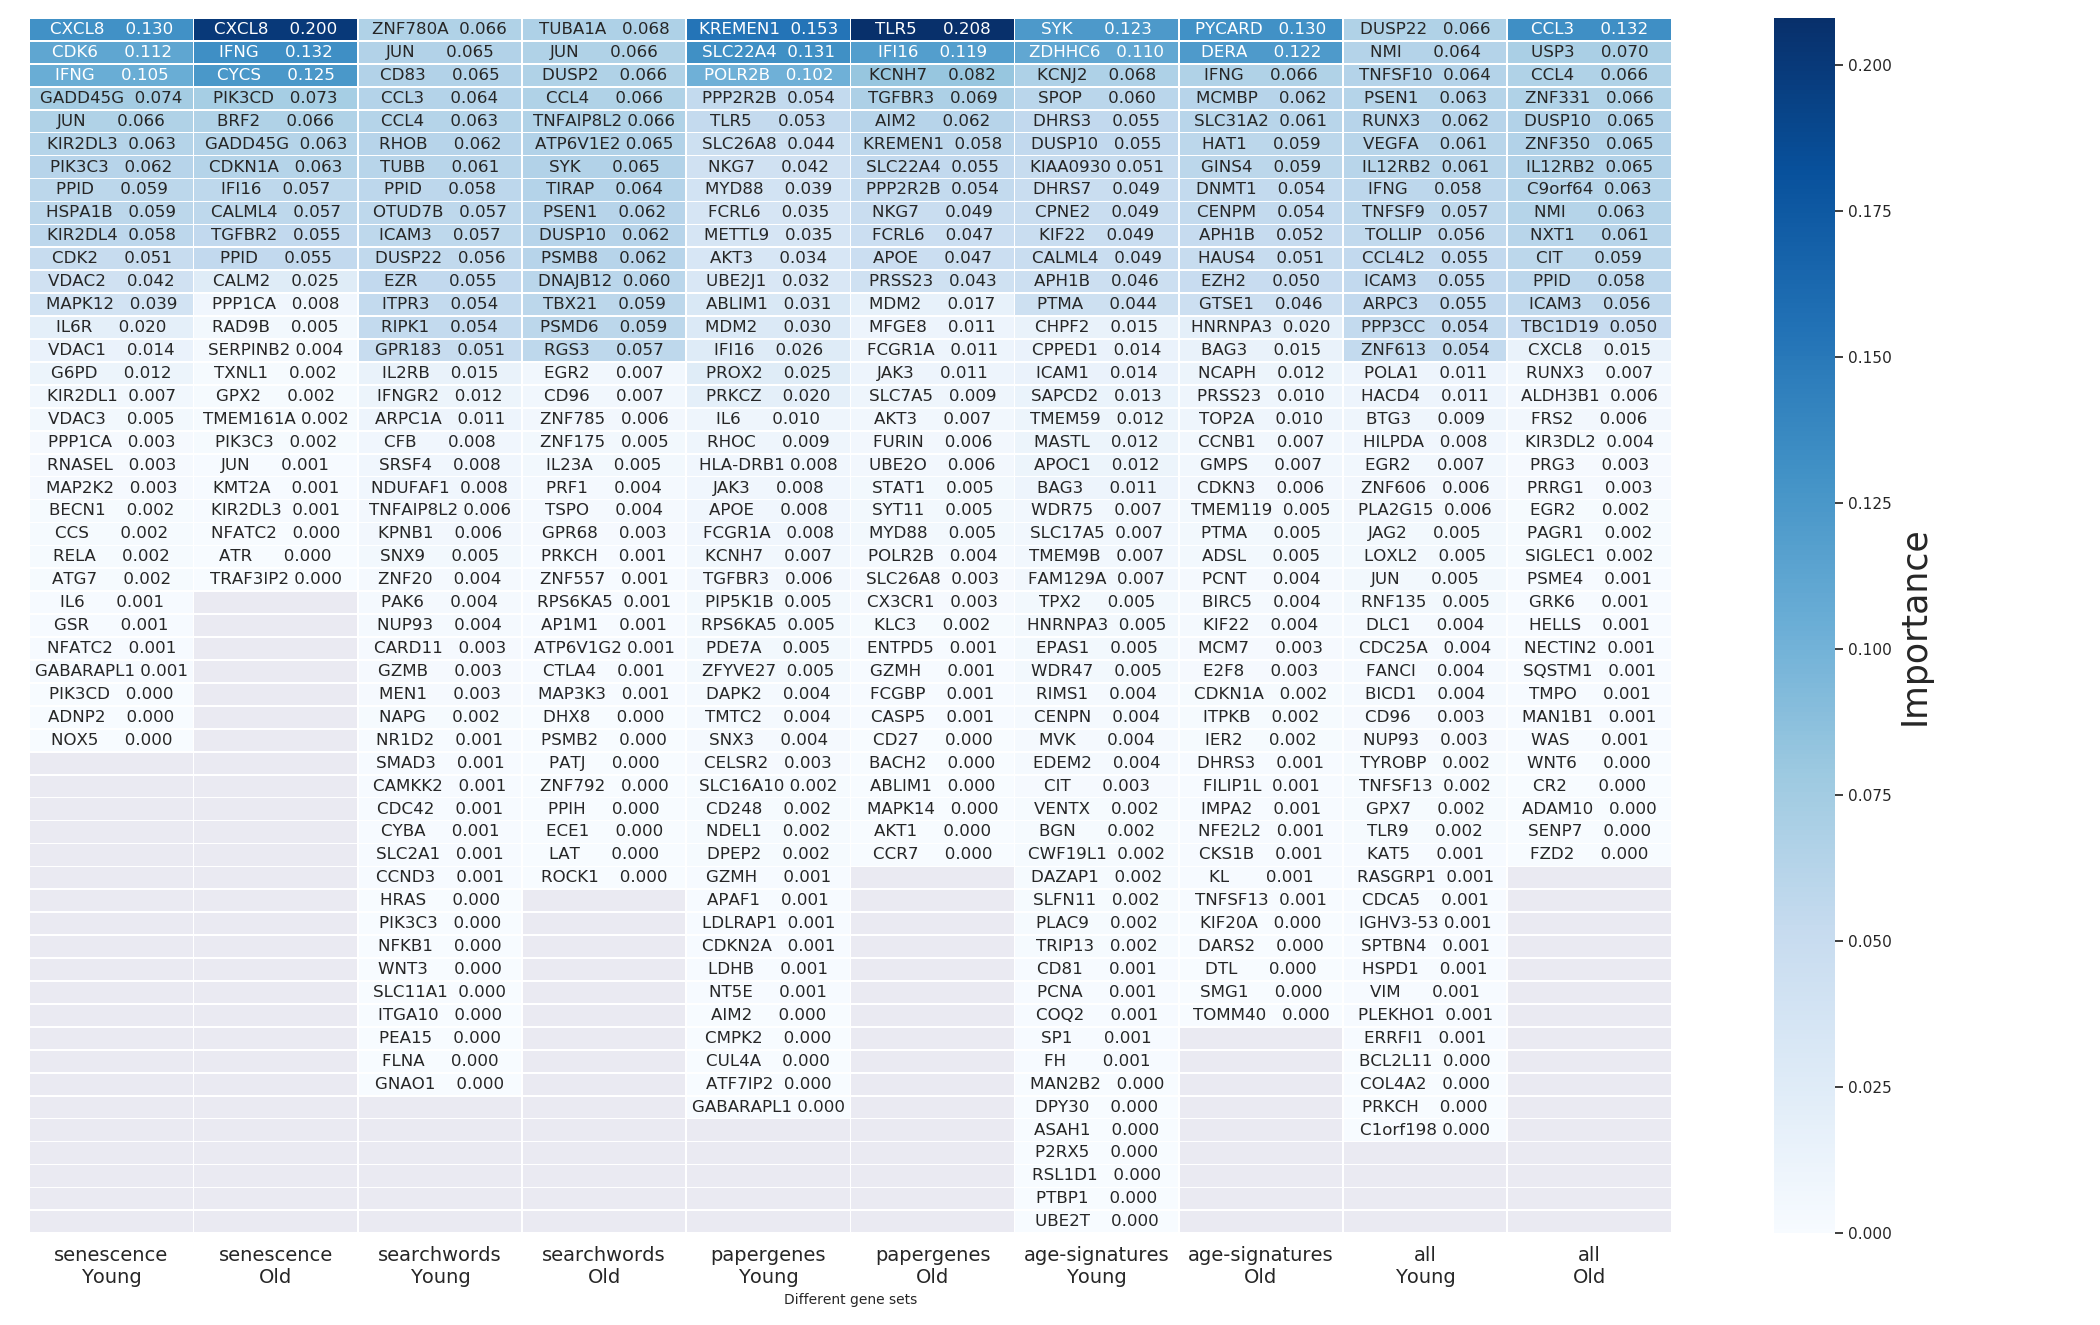 CXCL8 0.130 CXCL8 0.200 ZNF780A 0.066 TUBA1A 0.068 KREMEN1 0.153 TLR5 0.208 SYK 0.123 PYCARD 0.130 DUSP22 0.066 CCL3 0.132
CDK6 0.112 IFNG 0.132 JUN 0.065 JUN 0.066 SLC22A4 0.131 IFI16 0.119 ZDHHC6 0.110 DERA 0.122 NMI 0.064 USP3 0.070
IFNG 0.105 CYCS 0.125 CD83 0.065 DUSP2 0.066 POLR2B 0.102 KCNH7 0.082 KCNJ2 0.068 IFNG 0.066 TNFSF10 0.064 CCL4 0.066
GADD45G 0.074 PIK3CD 0.073 CCL3 0.064 CCL4 0.066 PPP2R2B 0.054 TGFBR3 0.069 SPOP 0.060 MCMBP 0.062 PSEN1 0.063 ZNF331 0.066
JUN 0.066 BRF2 0.066 CCL4 0.063 TNFAIP8L2 0.066 TLR5 0.053 AIM2 0.062 DHRS3 0.055 SLC31A2 0.061 RUNX3 0.062 DUSP10 0.065
KIR2DL3 0.063 GADD45G 0.063 RHOB 0.062 ATP6V1E2 0.065 SLC26A8 0.044 KREMEN1 0.058 DUSP10 0.055 HAT1 0.059 VEGFA 0.061 ZNF350 0.065
PIK3C3 0.062 CDKN1A 0.063 TUBB 0.061 SYK 0.065 NKG7 0.042 SLC22A4 0.055 KIAA0930 0.051 GINS4 0.059 IL12RB2 0.061 IL12RB2 0.065
PPID 0.059 IFI16 0.057 PPID 0.058 TIRAP 0.064 MYD88 0.039 PPP2R2B 0.054 DHRS7 0.049 DNMT1 0.054 IFNG 0.058 C9orf64 0.063
HSPA1B 0.059 CALML4 0.057 OTUD7B 0.057 PSEN1 0.062 FCRL6 0.035 NKG7 0.049 CPNE2 0.049 CENPM 0.054 TNFSF9 0.057 NMI 0.063
KIR2DL4 0.058 TGFBR2 0.055 ICAM3 0.057 DUSP10 0.062 METTL9 0.035 FCRL6 0.047 KIF22 0.049 APH1B 0.052 TOLLIP 0.056 NXT1 0.061
CDK2 0.051 PPID 0.055 DUSP22 0.056 PSMB8 0.062 AKT3 0.034 APOE 0.047 CALML4 0.049 HAUS4 0.051 CCL4L2 0.055 CIT 0.059
VDAC2 0.042 CALM2 0.025 EZR 0.055 DNAJB12 0.060 UBE2J1 0.032 PRSS23 0.043 APH1B 0.046 EZH2 0.050 ICAM3 0.055 PPID 0.058
MAPK12 0.039 PPP1CA 0.008 ITPR3 0.054 TBX21 0.059 ABLIM1 0.031 MDM2 0.017 PTMA 0.044 GTSE1 0.046 ARPC3 0.055 ICAM3 0.056
IL6R 0.020 RAD9B 0.005 RIPK1 0.054 PSMD6 0.059 MDM2 0.030 MFGE8 0.011 CHPF2 0.015 HNRNPA3 0.020 PPP3CC 0.054 TBC1D19 0.050
VDAC1 0.014 SERPINB2 0.004 GPR183 0.051 RGS3 0.057 IFI16 0.026 FCGR1A 0.011 CPPED1 0.014 BAG3 0.015 ZNF613 0.054 CXCL8 0.015
G6PD 0.012 TXNL1 0.002 IL2RB 0.015 EGR2 0.007 PROX2 0.025 JAK3 0.011 ICAM1 0.014 NCAPH 0.012 POLA1 0.011 RUNX3 0.007
KIR2DL1 0.007 GPX2 0.002 IFNGR2 0.012 CD96 0.007 PRKCZ 0.020 SLC7A5 0.009 SAPCD2 0.013 PRSS23 0.010 HACD4 0.011 ALDH3B1 0.006
VDAC3 0.005 TMEM161A 0.002 ARPC1A 0.011 ZNF785 0.006 IL6 0.010 AKT3 0.007 TMEM59 0.012 TOP2A 0.010 BTG3 0.009 FRS2 0.006
PPP1CA 0.003 PIK3C3 0.002 CFB 0.008 ZNF175 0.005 RHOC 0.009 FURIN 0.006 MASTL 0.012 CCNB1 0.007 HILPDA 0.008 KIR3DL2 0.004
RNASEL 0.003 JUN 0.001 SRSF4 0.008 IL23A 0.005 HLA-DRB1 0.008 UBE2O 0.006 APOC1 0.012 GMPS 0.007 EGR2 0.007 PRG3 0.003
MAP2K2 0.003 KMT2A 0.001 NDUFAF1 0.008 PRF1 0.004 JAK3 0.008 STAT1 0.005 BAG3 0.011 CDKN3 0.006 ZNF606 0.006 PRRG1 0.003
BECN1 0.002 KIR2DL3 0.001 TNFAIP8L2 0.006 TSPO 0.004 APOE 0.008 SYT11 0.005 WDR75 0.007 TMEM119 0.005 PLA2G15 0.006 EGR2 0.002
CCS 0.002 NFATC2 0.000 KPNB1 0.006 GPR68 0.003 FCGR1A 0.008 MYD88 0.005 SLC17A5 0.007 PTMA 0.005 JAG2 0.005 PAGR1 0.002
RELA 0.002 ATR 0.000 SNX9 0.005 PRKCH 0.001 KCNH7 0.007 POLR2B 0.004 TMEM9B 0.007 ADSL 0.005 LOXL2 0.005 SIGLEC1 0.002
ATG7 0.002 TRAF3IP2 0.000 ZNF20 0.004 ZNF557 0.001 TGFBR3 0.006 SLC26A8 0.003 FAM129A 0.007 PCNT 0.004 JUN 0.005 PSME4 0.001
IL6 0.001 PAK6 0.004 RPS6KA5 0.001 PIP5K1B 0.005 CX3CR1 0.003 TPX2 0.005 BIRC5 0.004 RNF135 0.005 GRK6 0.001
GSR 0.001 NUP93 0.004 AP1M1 0.001 RPS6KA5 0.005 KLC3 0.002 HNRNPA3 0.005 KIF22 0.004 DLC1 0.004 HELLS 0.001
NFATC2 0.001 CARD11 0.003 ATP6V1G2 0.001 PDE7A 0.005 ENTPD5 0.001 EPAS1 0.005 MCM7 0.003 CDC25A 0.004 NECTIN2 0.001
GABARAPL1 0.001 GZMB 0.003 CTLA4 0.001 ZFYVE27 0.005 GZMH 0.001 WDR47 0.005 E2F8 0.003 FANCI 0.004 SQSTM1 0.001
PIK3CD 0.000 MEN1 0.003 MAP3K3 0.001 DAPK2 0.004 FCGBP 0.001 RIMS1 0.004 CDKN1A 0.002 BICD1 0.004 TMPO 0.001
ADNP2 0.000 NAPG 0.002 DHX8 0.000 TMTC2 0.004 CASP5 0.001 CENPN 0.004 ITPKB 0.002 CD96 0.003 MAN1B1 0.001
NOX5 0.000 NR1D2 0.001 PSMB2 0.000 SNX3 0.004 CD27 0.000 MVK 0.004 IER2 0.002 NUP93 0.003 WAS 0.001
SMAD3 0.001 PATJ 0.000 CELSR2 0.003 BACH2 0.000 EDEM2 0.004 DHRS3 0.001 TYROBP 0.002 WNT6 0.000
CAMKK2 0.001 ZNF792 0.000 SLC16A10 0.002 ABLIM1 0.000 CIT 0.003 FILIP1L 0.001 TNFSF13 0.002 CR2 0.000
CDC42 0.001 PPIH 0.000 CD248 0.002 MAPK14 0.000 VENTX 0.002 IMPA2 0.001 GPX7 0.002 ADAM10 0.000
CYBA 0.001 ECE1 0.000 NDEL1 0.002 AKT1 0.000 BGN 0.002 NFE2L2 0.001 TLR9 0.002 SENP7 0.000
SLC2A1 0.001 LAT 0.000 DPEP2 0.002 CCR7 0.000 CWF19L1 0.002 CKS1B 0.001 KAT5 0.001 FZD2 0.000
CCND3 0.001 ROCK1 0.000 GZMH 0.001 DAZAP1 0.002 KL 0.001 RASGRP1 0.001
HRAS 0.000 APAF1 0.001 SLFN11 0.002 TNFSF13 0.001 CDCA5 0.001
PIK3C3 0.000 LDLRAP1 0.001 PLAC9 0.002 KIF20A 0.000 IGHV3-53 0.001
NFKB1 0.000 CDKN2A 0.001 TRIP13 0.002 DARS2 0.000 SPTBN4 0.001
WNT3 0.000 LDHB 0.001 CD81 0.001 DTL 0.000 HSPD1 0.001
SLC11A1 0.000 NT5E 0.001 PCNA 0.001 SMG1 0.000 VIM 0.001
ITGA10 0.000 AIM2 0.000 COQ2 0.001 TOMM40 0.000 PLEKHO1 0.001
PEA15 0.000 CMPK2 0.000 SP1 0.001 ERRFI1 0.001
FLNA 0.000 CUL4A 0.000 FH 0.001 BCL2L11 0.000
GNAO1 0.000 ATF7IP2 0.000 MAN2B2 0.000 COL4A2 0.000
GABARAPL1 0.000 DPY30 0.000 PRKCH 0.000
ASAH1 0.000 C1orf198 0.000
P2RX5 0.000
RSL1D1 0.000
PTBP1 0.000
UBE2T 0.000
senescence senescence searchwords searchwords papergenes papergenes age-signatures age-signatures all all
Young Old Young Old Young Old Young Old Young Old
Different gene sets
0.200
0.175
0.150
0.125
0.100
0.075
0.050
0.025
0.000
Importance